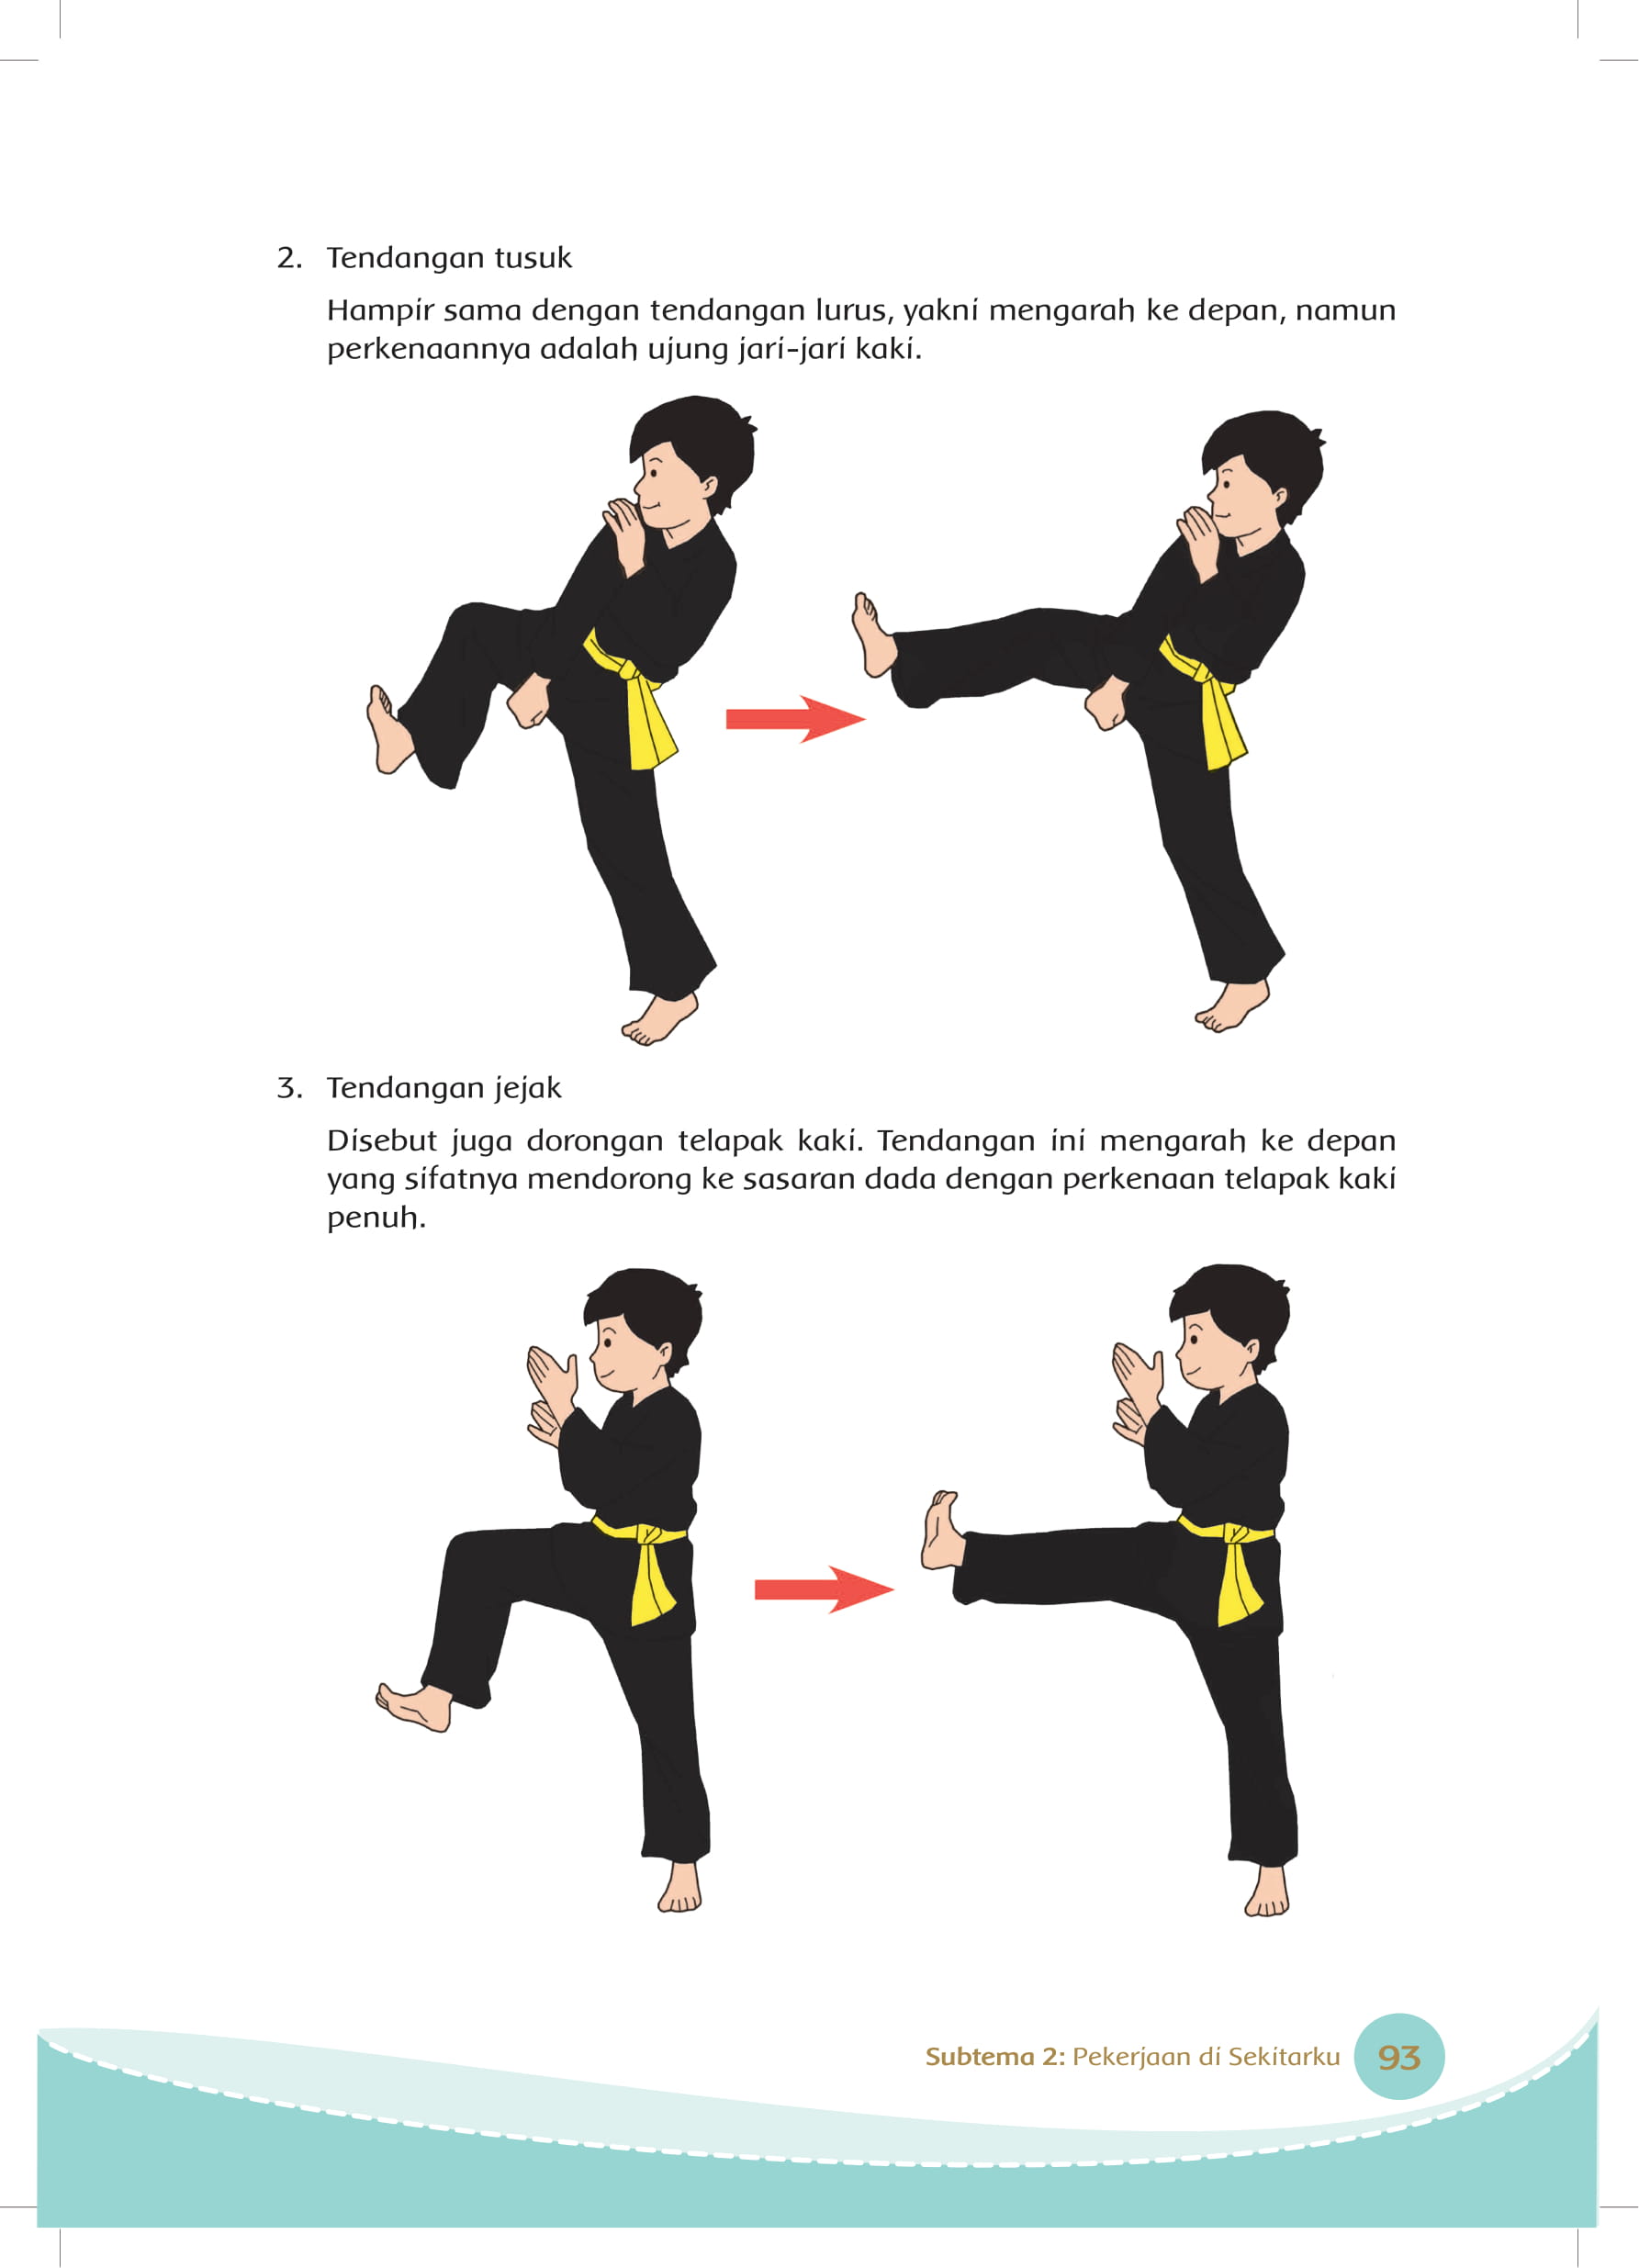 2. Tendangan tusuk
Hampir sama dengan tendangan lurus, yakni mengarah ke depan, namun
perkenaannya adalah ujung jari-jari kaki.
3. Tendangan jejak
Disebut juga dorongan telapak kaki. Tendangan ini mengarah ke depan
yang sifatnya mendorong ke sasaran dada dengan perkenaan telapak kaki
penuh.
Subtema 2: Pekerjaan di Sekitarku 93